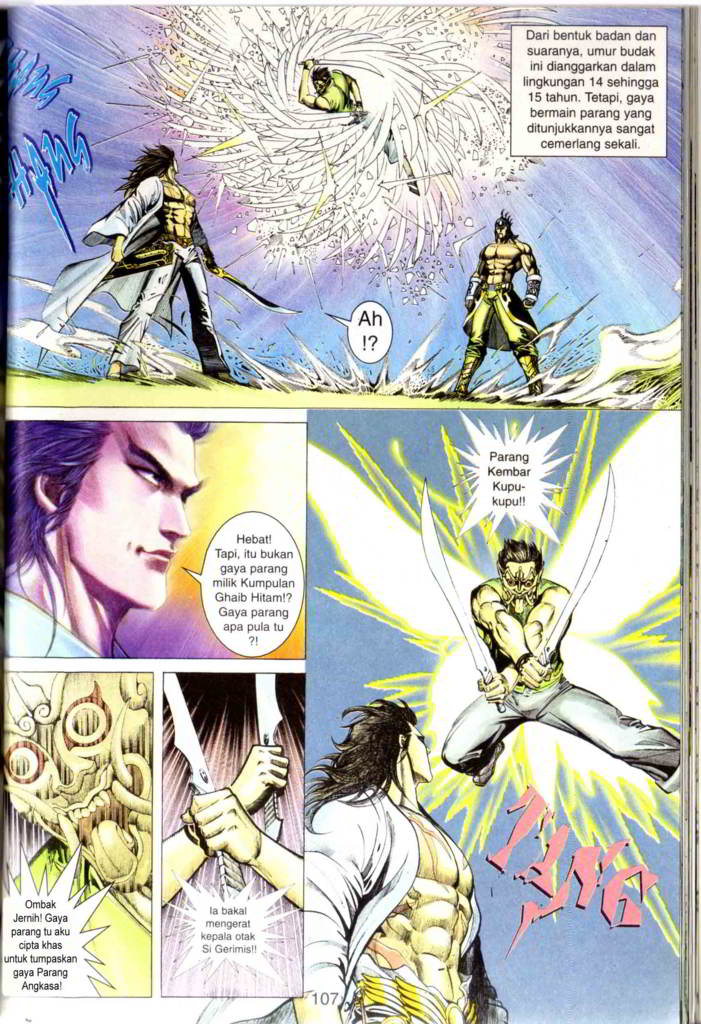 Dari bentuk badan dan
suaranya, umur budak
ini dianggarkan dalam
lingkungan 14 sehingga
15 tahun. Tetapi, gaya
bermain parang yang
ditunjukkannya sangat
cemerlang sekali.
HANG
HANG
Ah
!?
Hebat!
Tapi, itu bukan
gaya parang
milik Kumpulan
Ghaib Hitam!?
Gaya parang
apa pula tu
?!
Parang
Kembar
Kupu-
kupu!!
TANG
TANG
Ombak
Jernih! Gaya
parang tu aku
cipta khas
untuk tumpaskan
gaya Parang
Angkasa!
Ia bakal
mengerat
kepala otak
Si Gerimis!!
107